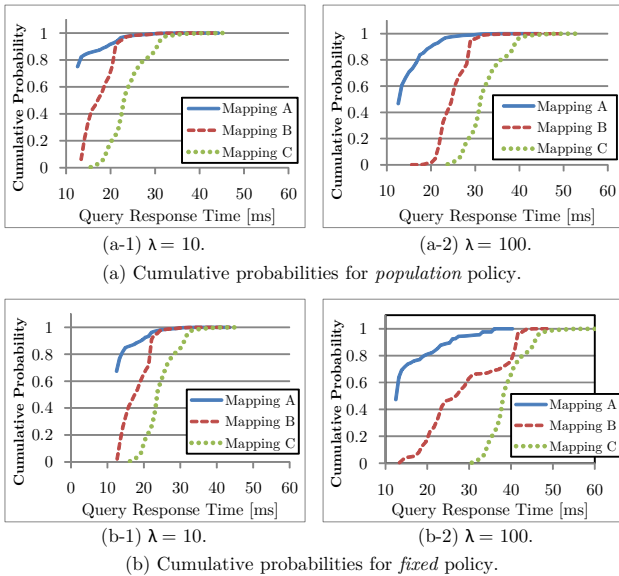 Cumulative Probability
1
0.8
0.6
0.4
0.2
0
Mapping A
Mapping B
Mapping C
10 20 30 40 50 60
Query Response Time [ms]
(a-1) λ = 10.
Cumulative Probability
1
0.8
0.6
0.4
0.2
0
Mapping A
Mapping B
Mapping C
10 20 30 40 50 60
Query Response Time [ms]
(a-2) λ = 100.
(a) Cumulative probabilities for population policy.
Cumulative Probability
1
0.8
0.6
0.4
0.2
0
Mapping A
Mapping B
Mapping C
0 10 20 30 40 50 60
Query Response Time [ms]
(b-1) λ = 10.
Cumulative Probability
1
0.8
0.6
0.4
0.2
0
Mapping A
Mapping B
Mapping C
10 20 30 40 50 60
Query Response Time [ms]
(b-2) λ = 100.
(b) Cumulative probabilities for fixed policy.